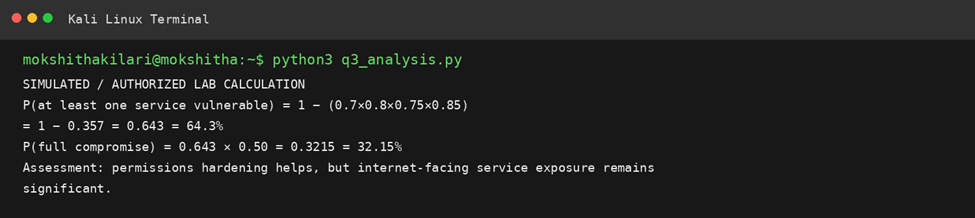 Kali Linux Terminal
mokshithakilari@mokshitha:~$ python3 q3_analysis.py
SIMULATED / AUTHORIZED LAB CALCULATION
P(at least one service vulnerable) = 1 − (0.7×0.8×0.75×0.85)
= 1 − 0.357 = 0.643 = 64.3%
P(full compromise) = 0.643 × 0.50 = 0.3215 = 32.15%
Assessment: permissions hardening helps, but internet-facing service exposure remains
significant.